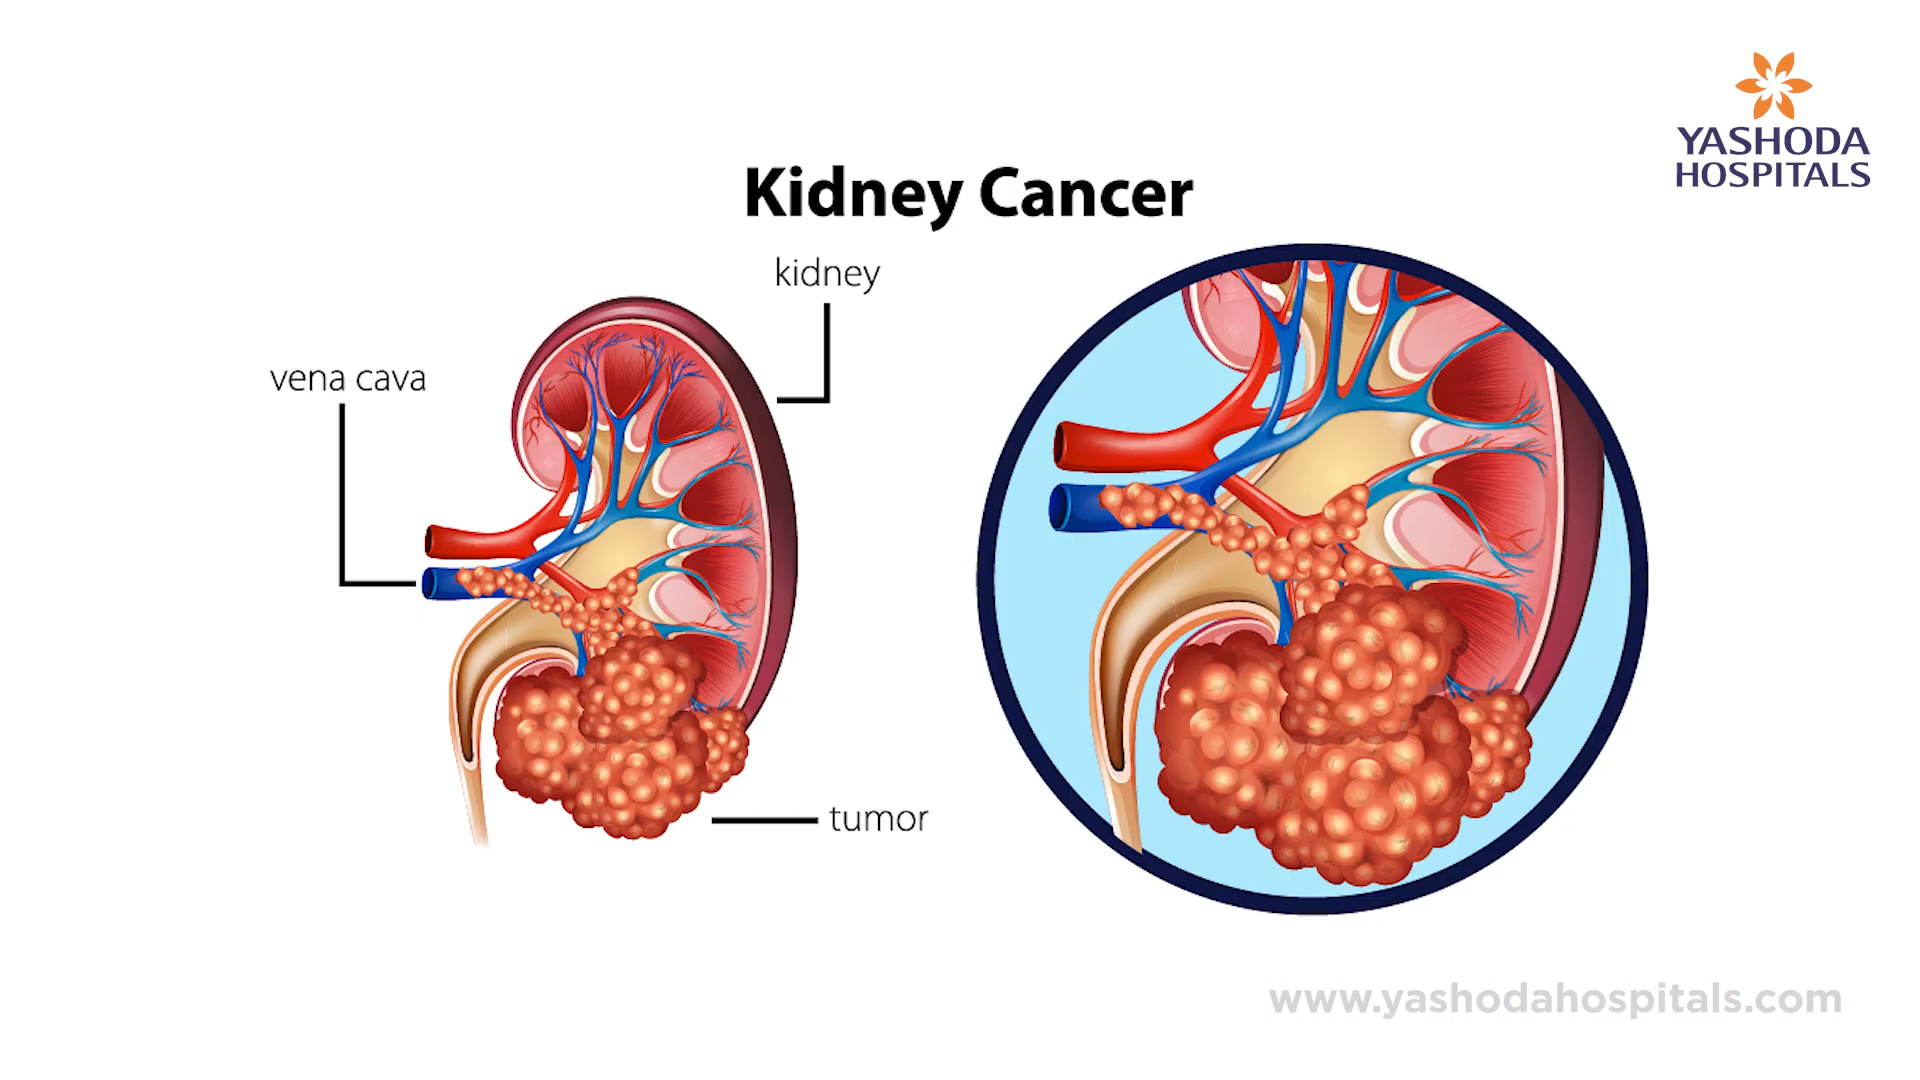 YASHODA
HOSPITALS
Kidney Cancer
kidney
vena cava
tumor
www.yashodahospitals.com